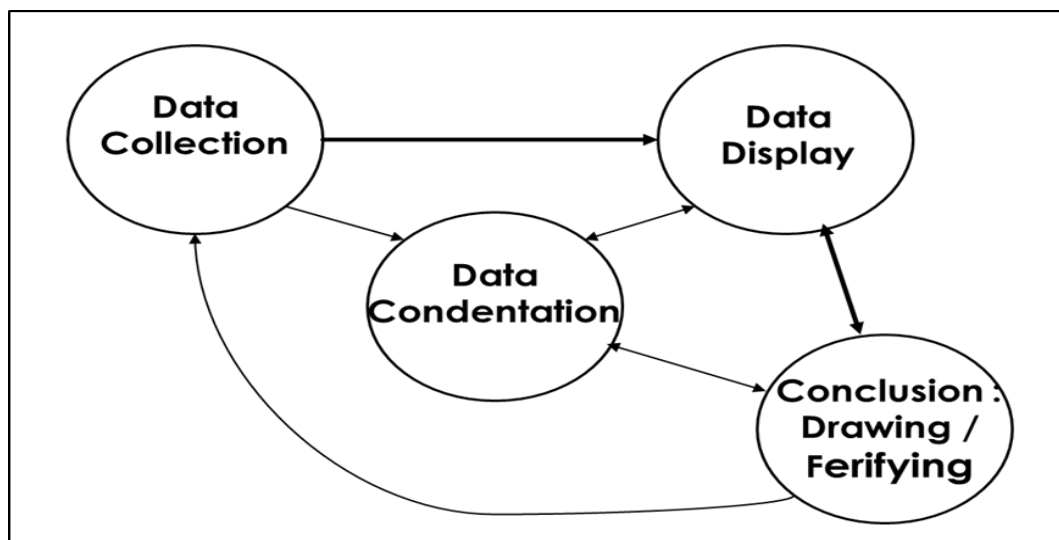 Data
Collection
Data
Display
Data
Condentation
Conclusion :
Drawing /
Ferifying